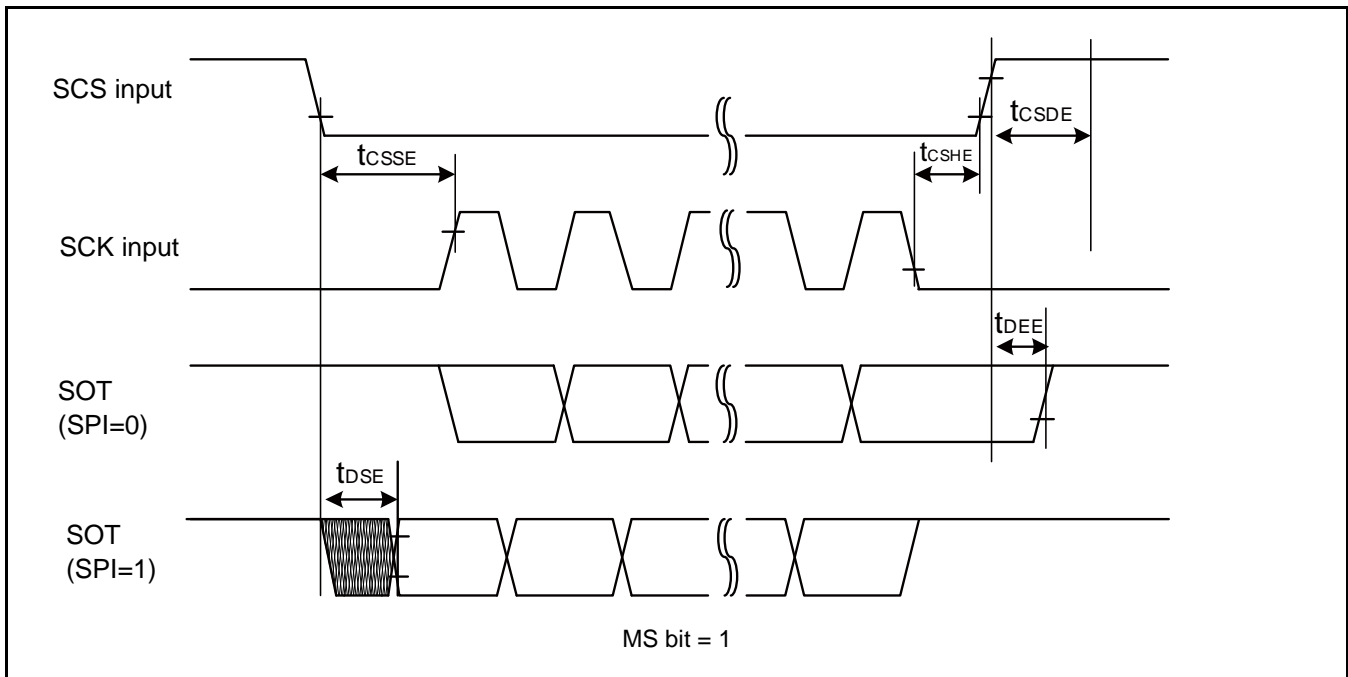 SCS input
tCSDE
tCSSE
tCSHE
SCK input
tDEE
SOT
(SPI=0)
tDSE
SOT
(SPI=1)
MS bit = 1